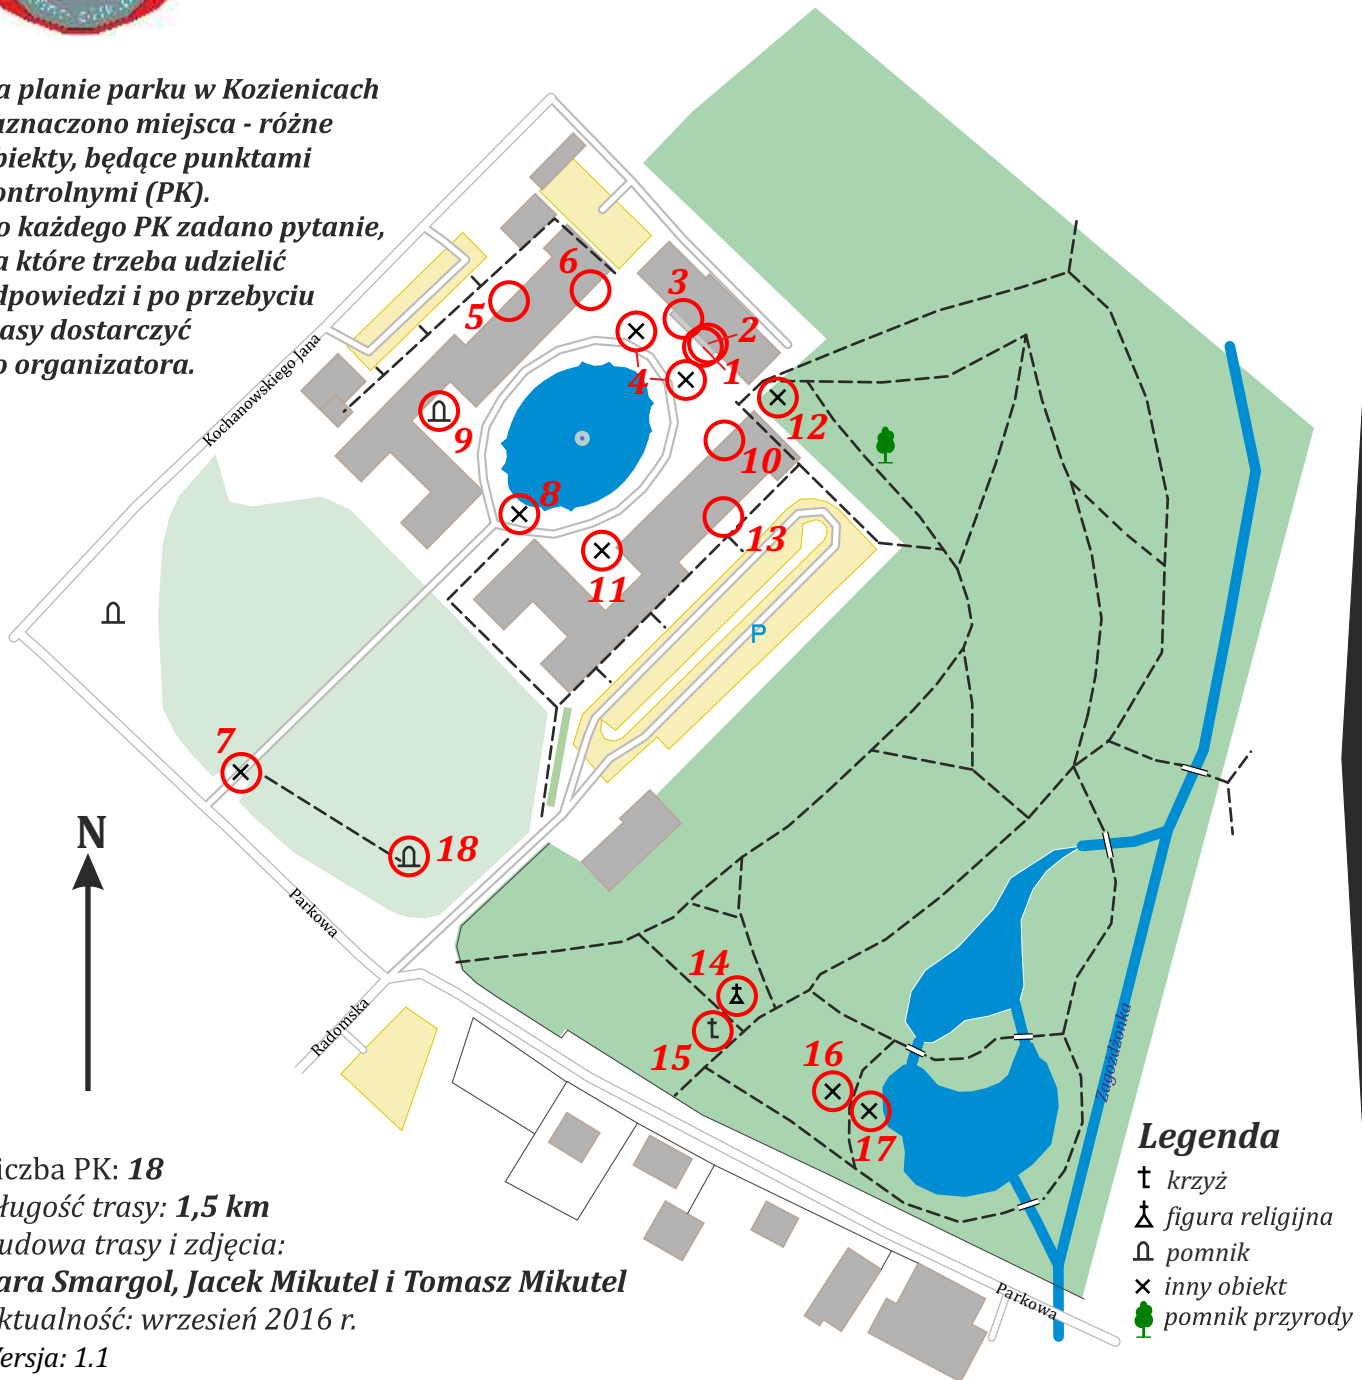 a planie parku w Kozienicach
aznaczono miejsca - różne
biekty, będące punktami
ontrolnymi (PK).
o każdego PK zadano pytanie,
a które trzeba udzielić
dpowiedzi i po przebyciu
asy dostarczyć
o organizatora.
Kochanowskiego Jana
6
5
3
2
1
4
9
12
10
8
13
11
P
7
18
N
Parkowa
Radomska
14
15
16
17
Zagożdżonka
Parkowa
Legenda
krzyż
figura religijna
pomnik
inny obiekt
pomnik przyrody
iczba PK: 18
ługość trasy: 1,5 km
udowa trasy i zdjęcia:
ara Smargol, Jacek Mikutel i Tomasz Mikutel
ktualność: wrzesień 2016 r.
ersja: 1.1